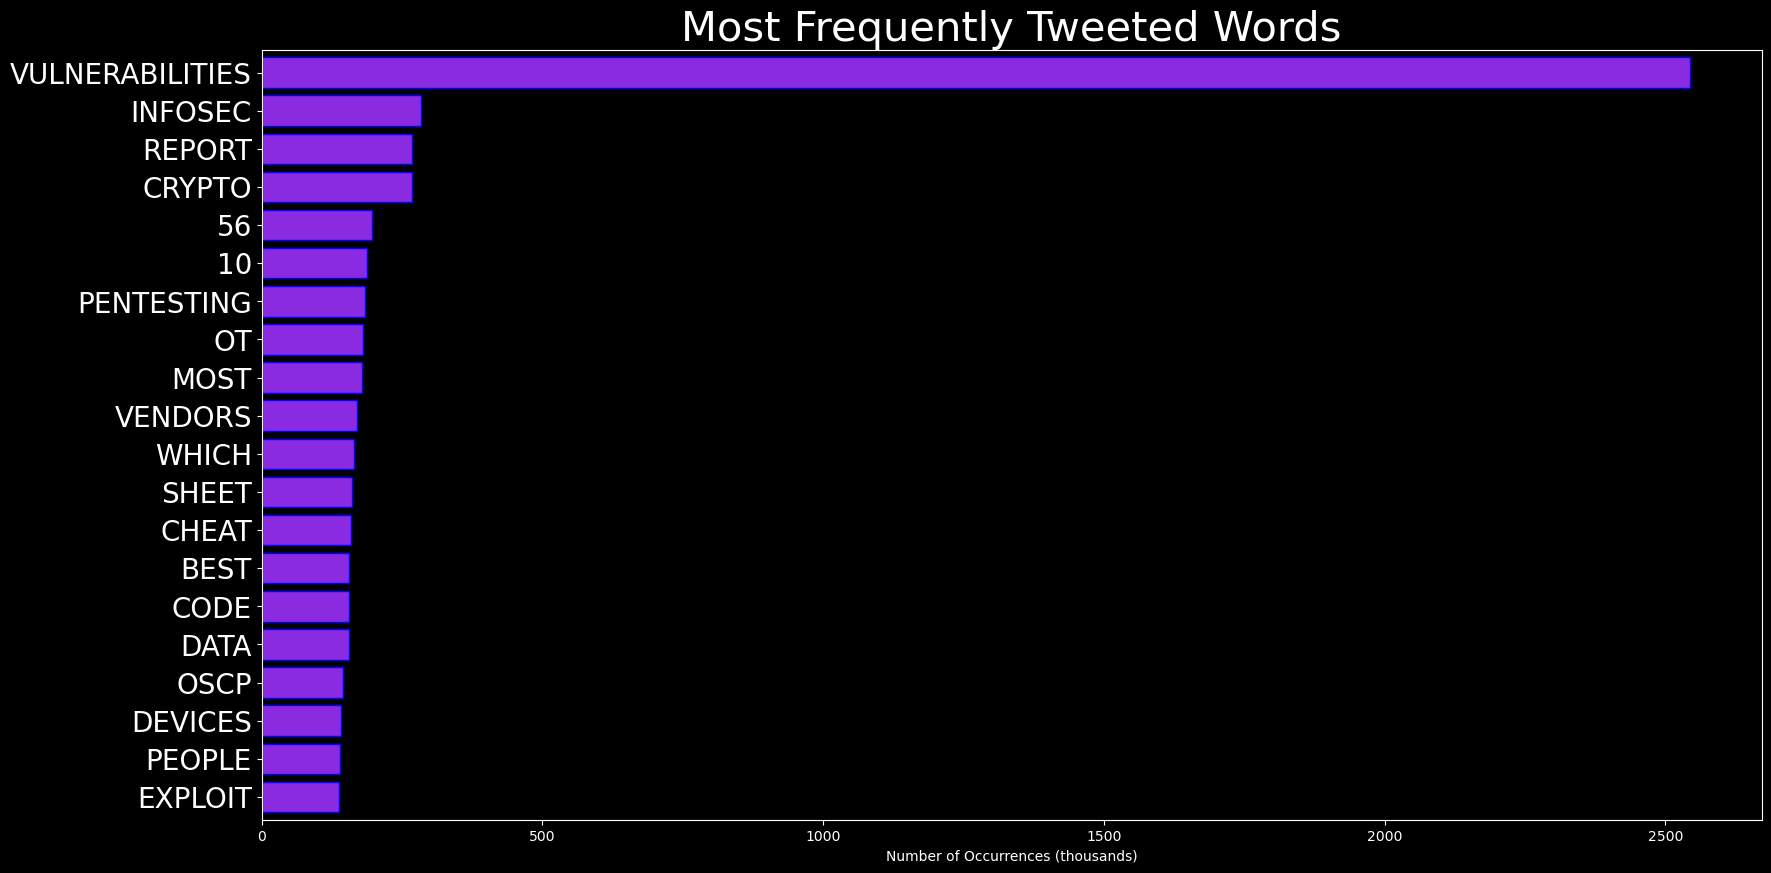 Most Frequently Tweeted Words
VULNERABILITIES
INFOSEC
REPORT
CRYPTO
56
10
PENTESTING
OT
MOST
VENDORS
WHICH
SHEET
CHEAT
BEST
CODE
DATA
OSCP
DEVICES
PEOPLE
EXPLOIT
0 500 1000 1500 2000 2500
Number of Occurrences (thousands)